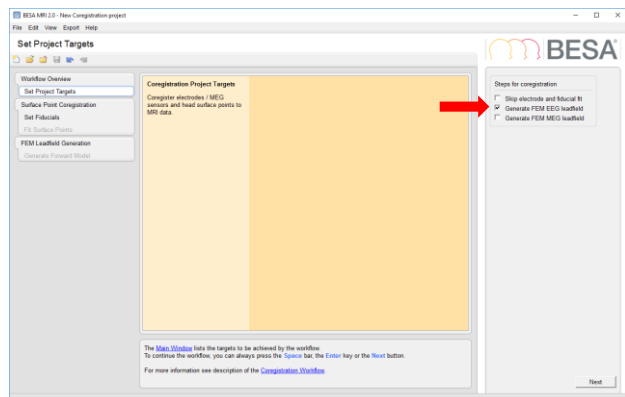 BESA MRI 2.0 - New Coregistration project
File Edit View Export Help
Set Project Targets
BESA
Workflow Overview
Set Project Targets
Surface Point Coregistration
Set Fiducials
Fit Surface Points
FEM Leadfield Generation
Generate Forward Model
Coregistration Project Targets
Coregister electrodes / MEG
sensors and head surface points to
MRI data.
Steps for coregistration
Skip electrode and fiducial fit
Generate FEM EEG leadfield
Generate FEM MEG leadfield
The Main Window lists the targets to be achieved by the workflow.
To continue the workflow, you can always press the Space bar, the Enter key or the Next button.
For more information see description of the Coregistration Workflow.
Next